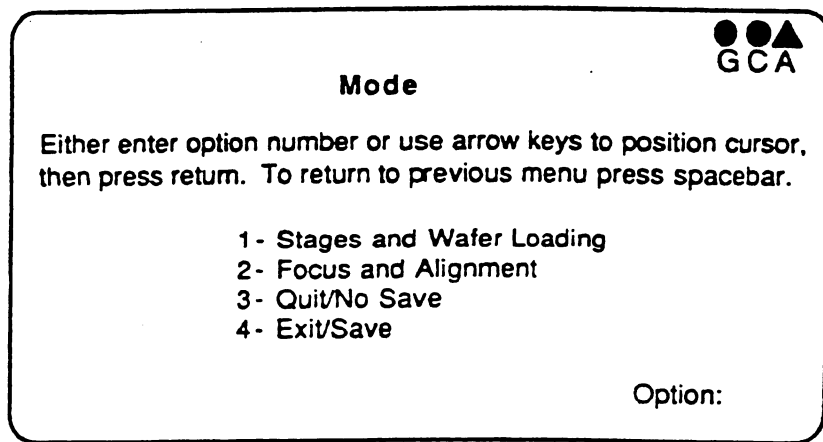 GCA
Mode
Either enter option number or use arrow keys to position cursor,
then press return. To return to previous menu press spacebar.
1- Stages and Wafer Loading
2- Focus and Alignment
3- Quit/No Save
4- Exit/Save
Option: